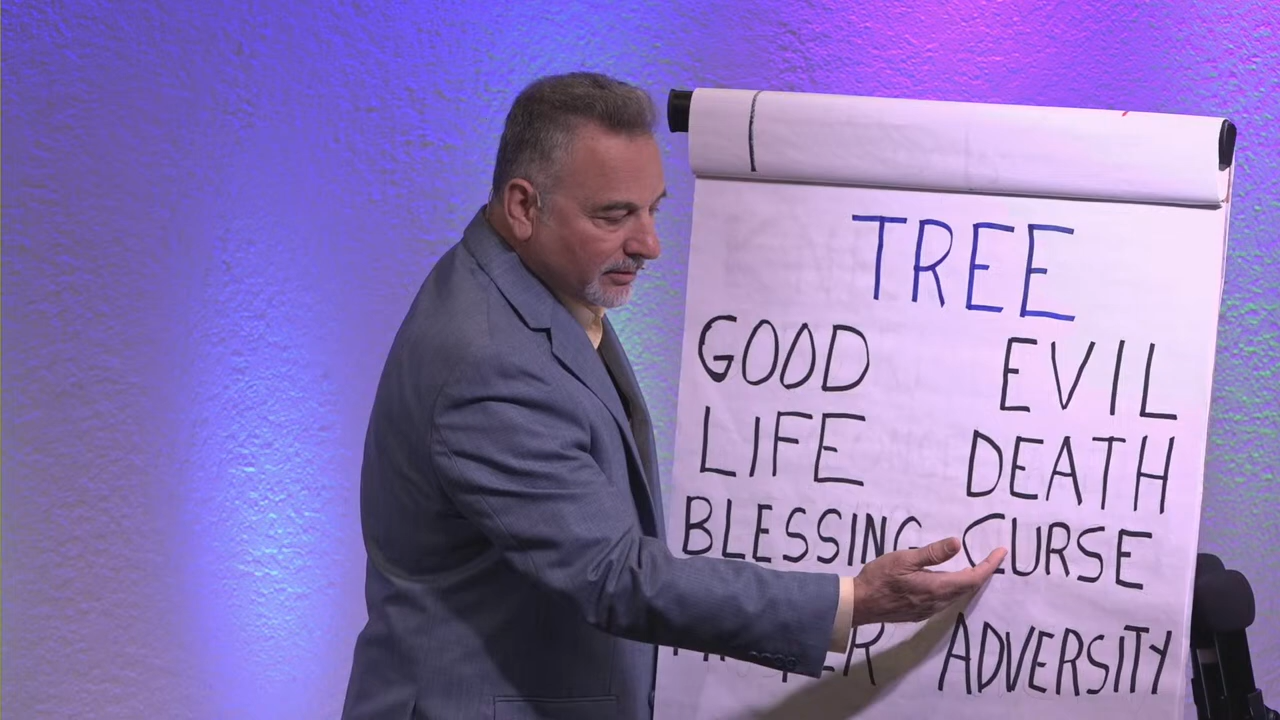 TREE
GOOD EVIL
LIFE DEATH
BLESSING CURSE
ADVERSITY